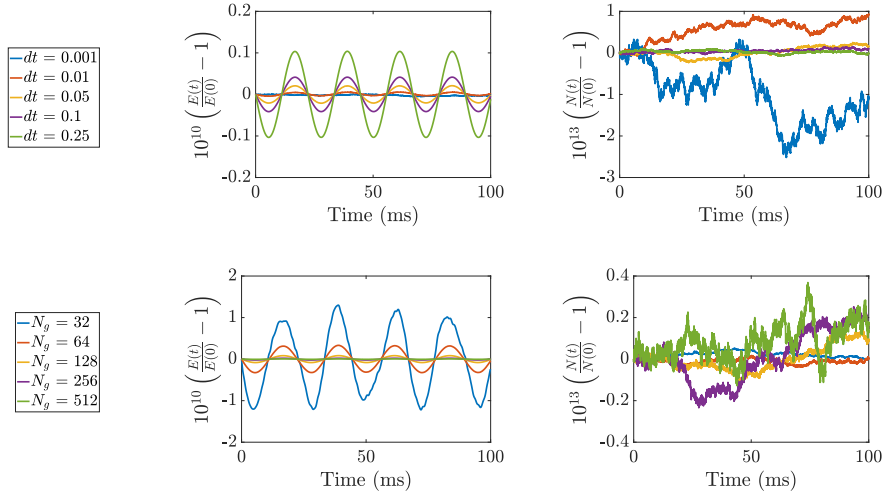 dt = 0.001
dt = 0.01
dt = 0.05
dt = 0.1
dt = 0.25
0.2
0.1
0
-0.1
-0.2
0 50 100
Time (ms)
10^10 (E(t)/E(0) − 1)
1
0
-1
-2
-3
0 50 100
Time (ms)
10^13 (N(t)/N(0) − 1)
N_g = 32
N_g = 64
N_g = 128
N_g = 256
N_g = 512
2
1
0
-1
-2
0 50 100
Time (ms)
10^10 (E(t)/E(0) − 1)
0.4
0.2
0
-0.2
-0.4
0 50 100
Time (ms)
10^13 (N(t)/N(0) − 1)